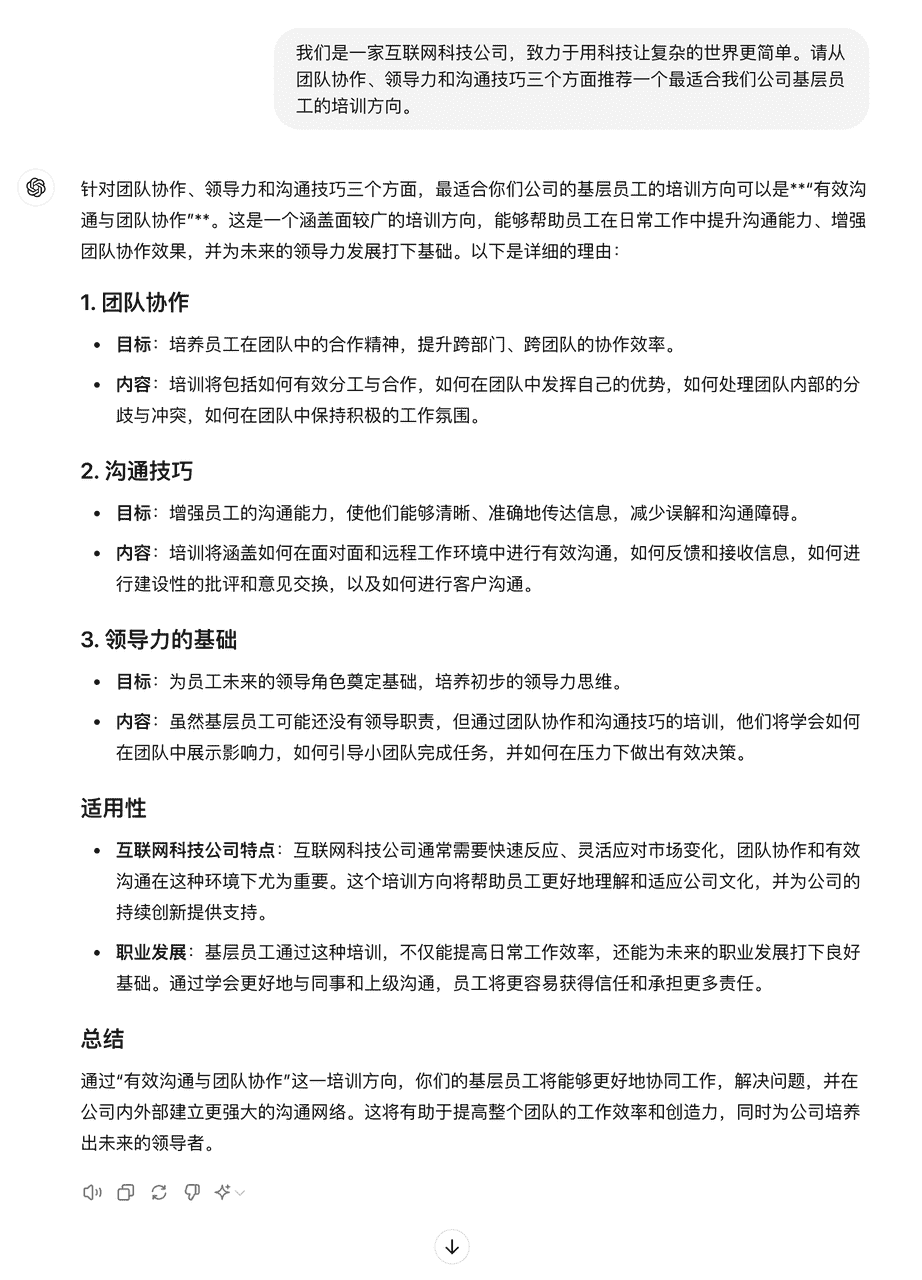 我们是一家互联网科技公司，致力于用科技让复杂的世界更简单。请从
团队协作、领导力和沟通技巧三个方面推荐一个最适合我们公司基层员
工的培训方向。
针对团队协作、领导力和沟通技巧三个方面，最适合你们公司的基层员工的培训方向可以是**“有效沟
通与团队协作”**。这是一个涵盖面较广的培训方向，能够帮助员工在日常工作中提升沟通能力、增强
团队协作效果，并为未来的领导力发展打下基础。以下是详细的理由：
1. 团队协作
• 目标：培养员工在团队中的合作精神，提升跨部门、跨团队的协作效率。
• 内容：培训将包括如何有效分工与合作，如何在团队中发挥自己的优势，如何处理团队内部的分
歧与冲突，如何在团队中保持积极的工作氛围。
2. 沟通技巧
• 目标：增强员工的沟通能力，使他们能够清晰、准确地传达信息，减少误解和沟通障碍。
• 内容：培训将涵盖如何在面对面和远程工作环境中进行有效沟通，如何反馈和接收信息，如何进
行建设性的批评和意见交换，以及如何进行客户沟通。
3. 领导力的基础
• 目标：为员工未来的领导角色奠定基础，培养初步的领导力思维。
• 内容：虽然基层员工可能还没有领导职责，但通过团队协作和沟通技巧的培训，他们将学会如何
在团队中展示影响力，如何引导小团队完成任务，并如何在压力下做出有效决策。
适用性
• 互联网科技公司特点：互联网科技公司通常需要快速反应、灵活应对市场变化，团队协作和有效
沟通在这种环境下尤为重要。这个培训方向将帮助员工更好地理解和适应公司文化，并为公司的
持续创新提供支持。
• 职业发展：基层员工通过这种培训，不仅能提高日常工作效率，还能为未来的职业发展打下良好
基础。通过学会更好地与同事和上级沟通，员工将更容易获得信任和承担更多责任。
总结
通过“有效沟通与团队协作”这一培训方向，你们的基层员工将能够更好地协同工作，解决问题，并在
公司内外部建立更强大的沟通网络。这将有助于提高整个团队的工作效率和创造力，同时为公司培养
出未来的领导者。